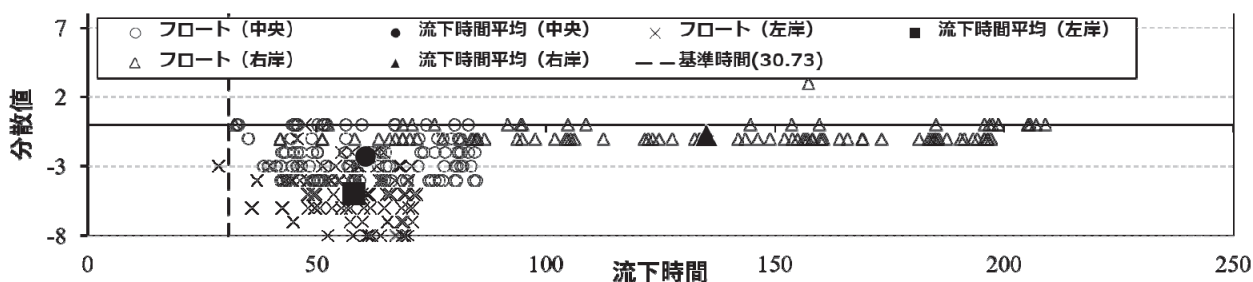 7
○ フロート（中央） ● 流下時間平均（中央） × フロート（左岸） ■ 流下時間平均（左岸）
△ フロート（右岸） ▲ 流下時間平均（右岸） — — 基準時間(30.73)
2
分散値
-3
-8
0 50 100 150 200 250
流下時間